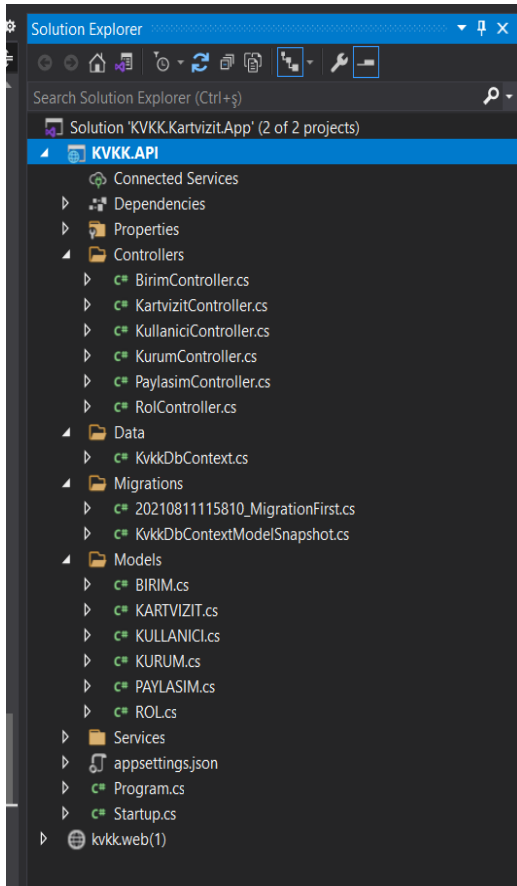 Solution Explorer
Search Solution Explorer (Ctrl+ş)
Solution 'KVKK.Kartvizit.App' (2 of 2 projects)
KVKK.API
Connected Services
Dependencies
Properties
Controllers
C# BirimController.cs
C# KartvizitController.cs
C# KullaniciController.cs
C# KurumController.cs
C# PaylasimController.cs
C# RolController.cs
Data
C# KvkkDbContext.cs
Migrations
C# 20210811115810_MigrationFirst.cs
C# KvkkDbContextModelSnapshot.cs
Models
C# BIRIM.cs
C# KARTVIZIT.cs
C# KULLANICI.cs
C# KURUM.cs
C# PAYLASIM.cs
C# ROL.cs
Services
appsettings.json
C# Program.cs
C# Startup.cs
kvkk.web(1)